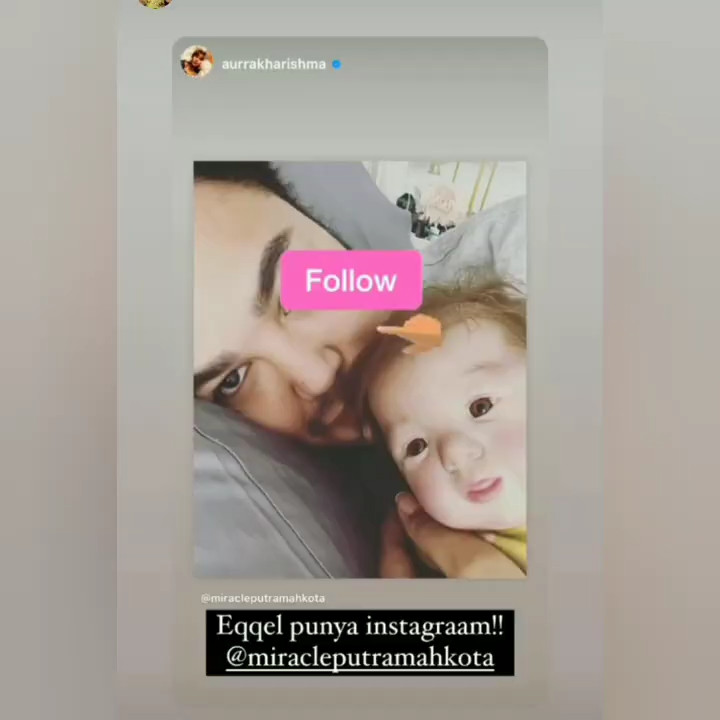 aurrakharishma
Follow
@miracleputramahkota
Eqqel punya instagraam!!
@miracleputramahkota